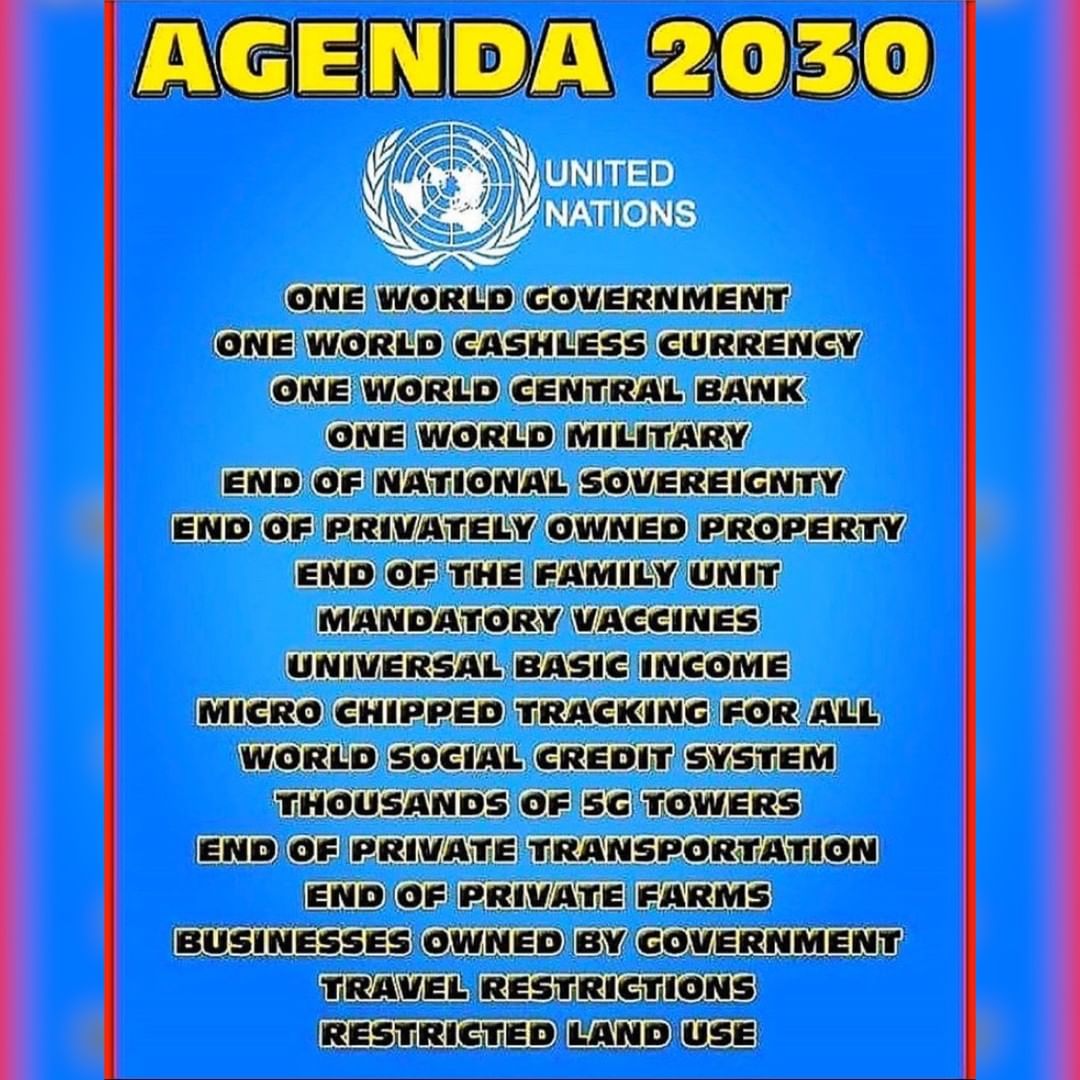 AGENDA 2030
UNITED
NATIONS
ONE WORLD GOVERNMENT
ONE WORLD CASHLESS CURRENCY
ONE WORLD CENTRAL BANK
ONE WORLD MILITARY
END OF NATIONAL SOVEREIGNTY
END OF PRIVATELY OWNED PROPERTY
END OF THE FAMILY UNIT
MANDATORY VACCINES
UNIVERSAL BASIC INCOME
MICRO CHIPPED TRACKING FOR ALL
WORLD SOCIAL CREDIT SYSTEM
THOUSANDS OF 5G TOWERS
END OF PRIVATE TRANSPORTATION
END OF PRIVATE FARMS
BUSINESSES OWNED BY GOVERNMENT
TRAVEL RESTRICTIONS
RESTRICTED LAND USE